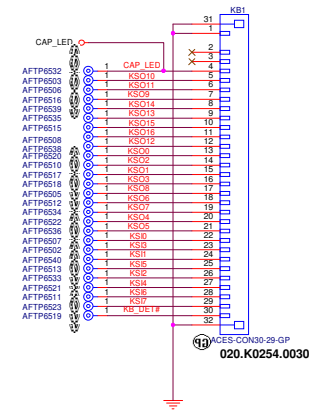 KB1
31
1
CAP_LED
2
3
AFTP6532 1 CAP_LED 4
AFTP6503 1 KSO10 5
AFTP6506 1 KSO11 6
AFTP6516 1 KSO9 7
AFTP6539 1 KSO14 8
AFTP6535 1 KSO13 9
AFTP6515 1 KSO15 10
AFTP6508 1 KSO16 11
AFTP6538 1 KSO12 12
AFTP6520 1 KSO0 13
AFTP6510 1 KSO2 14
AFTP6517 1 KSO1 15
AFTP6518 1 KSO3 16
AFTP6505 1 KSO8 17
AFTP6512 1 KSO6 18
AFTP6534 1 KSO7 19
AFTP6522 1 KSO4 20
AFTP6536 1 KSO5 21
AFTP6507 1 KSI0 22
AFTP6502 1 KSI3 23
AFTP6540 1 KSI1 24
AFTP6513 1 KSI5 25
AFTP6533 1 KSI2 26
AFTP6521 1 KSI4 27
AFTP6511 1 KSI6 28
AFTP6523 1 KSI7 29
AFTP6519 1 KB_DET# 30
32
ACES-CON30-29-GP
020.K0254.0030